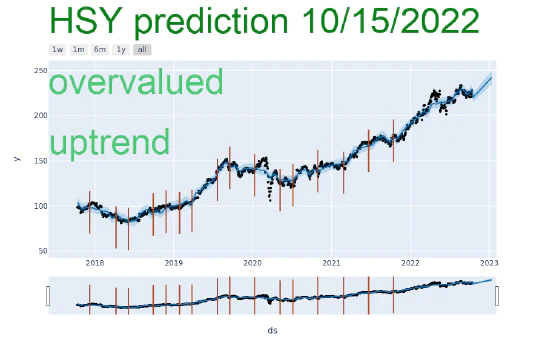 HSY prediction 10/15/2022
1w 1m 6m 1y all
250
overvalued
200
uptrend
150
y
100
50
2018 2019 2020 2021 2022 2023
ds